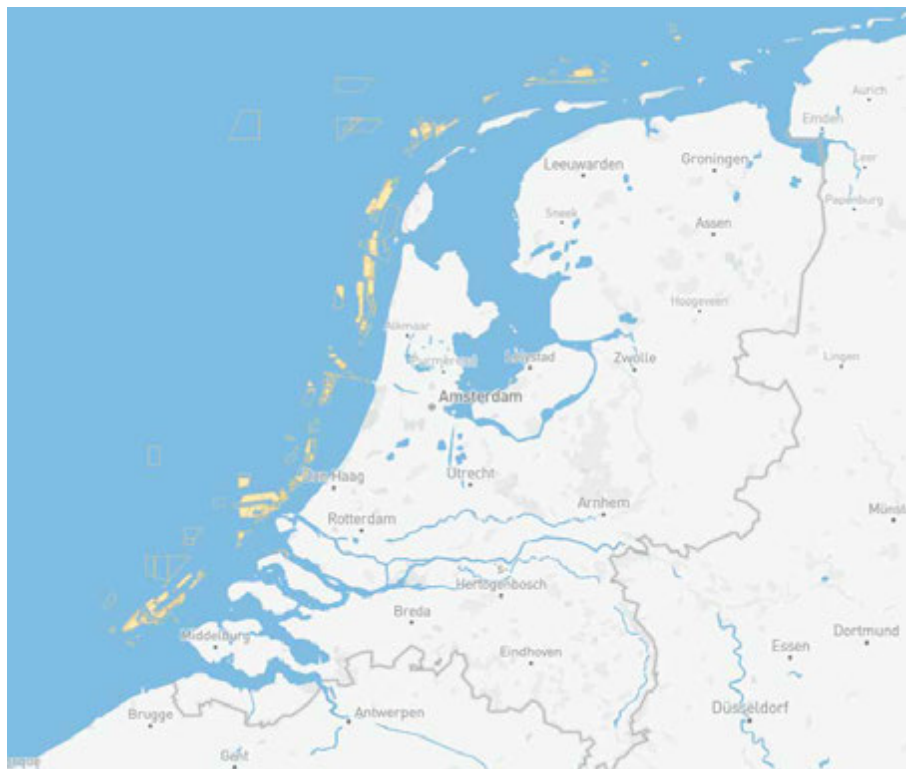 Aurich
Emden
Leer
Leeuwarden
Groningen
Papenburg
Sneek
Assen
Hoogeveen
Alkmaar
Purmerend
Lelystad
Zwolle
Lingen
Amsterdam
Den Haag
Utrecht
Arnhem
Münst
Rotterdam
's-
Hertogenbosch
Breda
Middelburg
Eindhoven
Essen
Dortmund
Brugge
Antwerpen
Düsseldorf
Gent